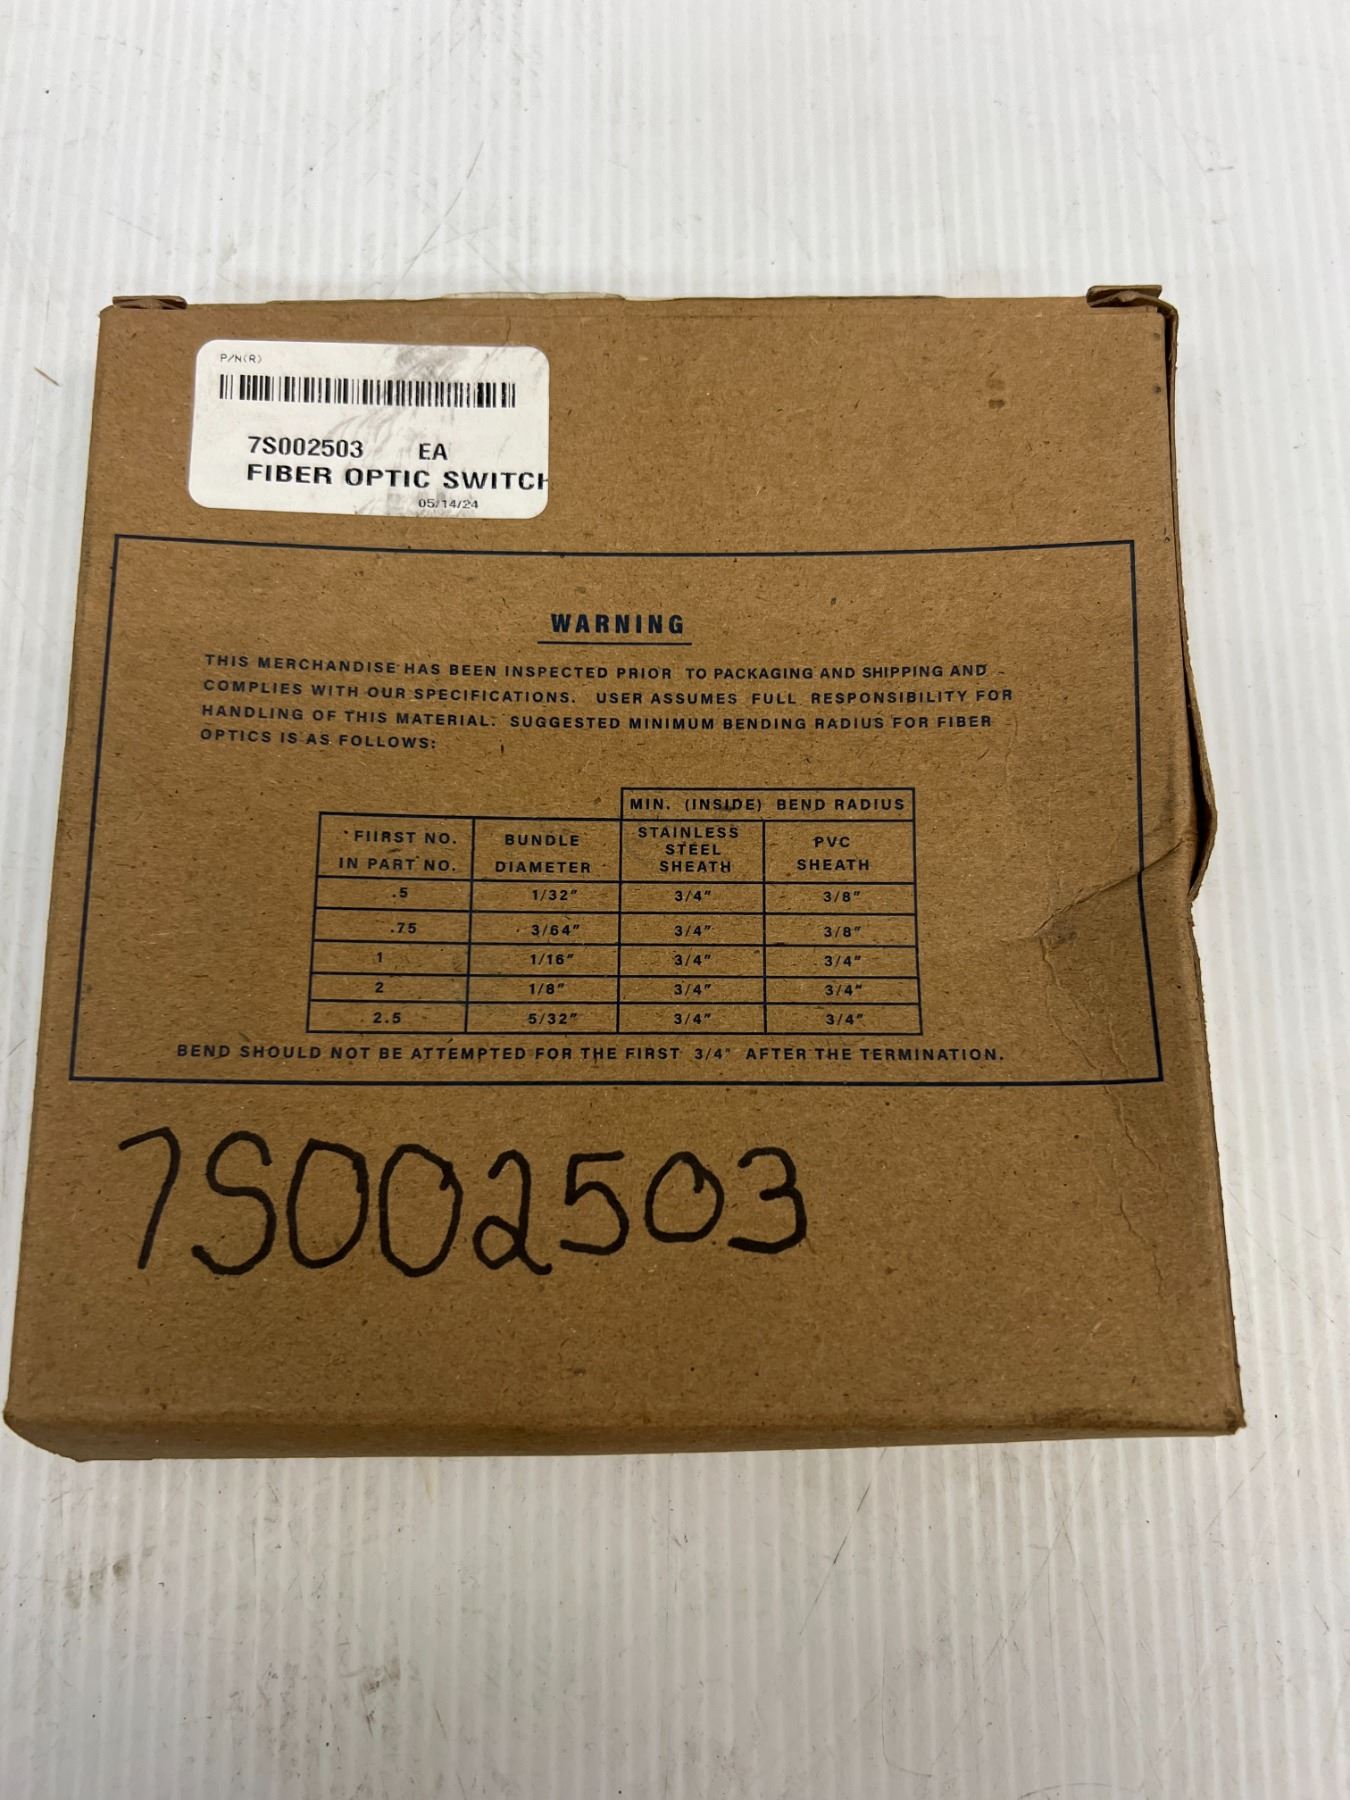 P/N(R)
7S002503 EA
FIBER OPTIC SWITCH
05/14/24
WARNING
THIS MERCHANDISE HAS BEEN INSPECTED PRIOR TO PACKAGING AND SHIPPING AND
COMPLIES WITH OUR SPECIFICATIONS. USER ASSUMES FULL RESPONSIBILITY FOR
HANDLING OF THIS MATERIAL. SUGGESTED MINIMUM BENDING RADIUS FOR FIBER
OPTICS IS AS FOLLOWS:
MIN. (INSIDE) BEND RADIUS
FIIRST NO. IN PART NO. BUNDLE DIAMETER STAINLESS STEEL SHEATH PVC SHEATH
.5 1/32" 3/4" 3/8"
.75 3/64" 3/4" 3/8"
1 1/16" 3/4" 3/4"
2 1/8" 3/4" 3/4"
2.5 5/32" 3/4" 3/4"
BEND SHOULD NOT BE ATTEMPTED FOR THE FIRST 3/4" AFTER THE TERMINATION.
7S002503